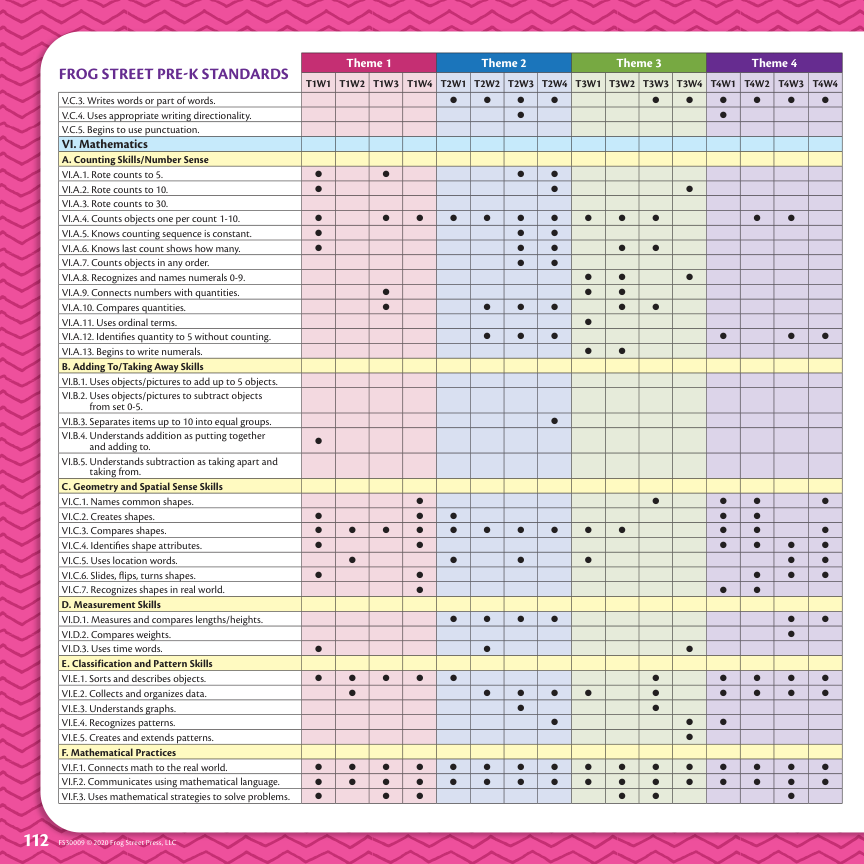 Theme 1 Theme 2 Theme 3 Theme 4
FROG STREET PRE-K STANDARDS
T1W1 T1W2 T1W3 T1W4 T2W1 T2W2 T2W3 T2W4 T3W1 T3W2 T3W3 T3W4 T4W1 T4W2 T4W3 T4W4
V.C.3. Writes words or part of words.
V.C.4. Uses appropriate writing directionality.
V.C.5. Begins to use punctuation.
VI. Mathematics
A. Counting Skills/Number Sense
VI.A.1. Rote counts to 5.
VI.A.2. Rote counts to 10.
VI.A.3. Rote counts to 30.
VI.A.4. Counts objects one per count 1-10.
VI.A.5. Knows counting sequence is constant.
VI.A.6. Knows last count shows how many.
VI.A.7. Counts objects in any order.
VI.A.8. Recognizes and names numerals 0-9.
VI.A.9. Connects numbers with quantities.
VI.A.10. Compares quantities.
VI.A.11. Uses ordinal terms.
VI.A.12. Identifies quantity to 5 without counting.
VI.A.13. Begins to write numerals.
B. Adding To/Taking Away Skills
VI.B.1. Uses objects/pictures to add up to 5 objects.
VI.B.2. Uses objects/pictures to subtract objects
from set 0-5.
VI.B.3. Separates items up to 10 into equal groups.
VI.B.4. Understands addition as putting together
and adding to.
VI.B.5. Understands subtraction as taking apart and
taking from.
C. Geometry and Spatial Sense Skills
VI.C.1. Names common shapes.
VI.C.2. Creates shapes.
VI.C.3. Compares shapes.
VI.C.4. Identifies shape attributes.
VI.C.5. Uses location words.
VI.C.6. Slides, flips, turns shapes.
VI.C.7. Recognizes shapes in real world.
D. Measurement Skills
VI.D.1. Measures and compares lengths/heights.
VI.D.2. Compares weights.
VI.D.3. Uses time words.
E. Classification and Pattern Skills
VI.E.1. Sorts and describes objects.
VI.E.2. Collects and organizes data.
VI.E.3. Understands graphs.
VI.E.4. Recognizes patterns.
VI.E.5. Creates and extends patterns.
F. Mathematical Practices
VI.F.1. Connects math to the real world.
VI.F.2. Communicates using mathematical language.
VI.F.3. Uses mathematical strategies to solve problems.
112 FS30009 © 2020 Frog Street Press, LLC